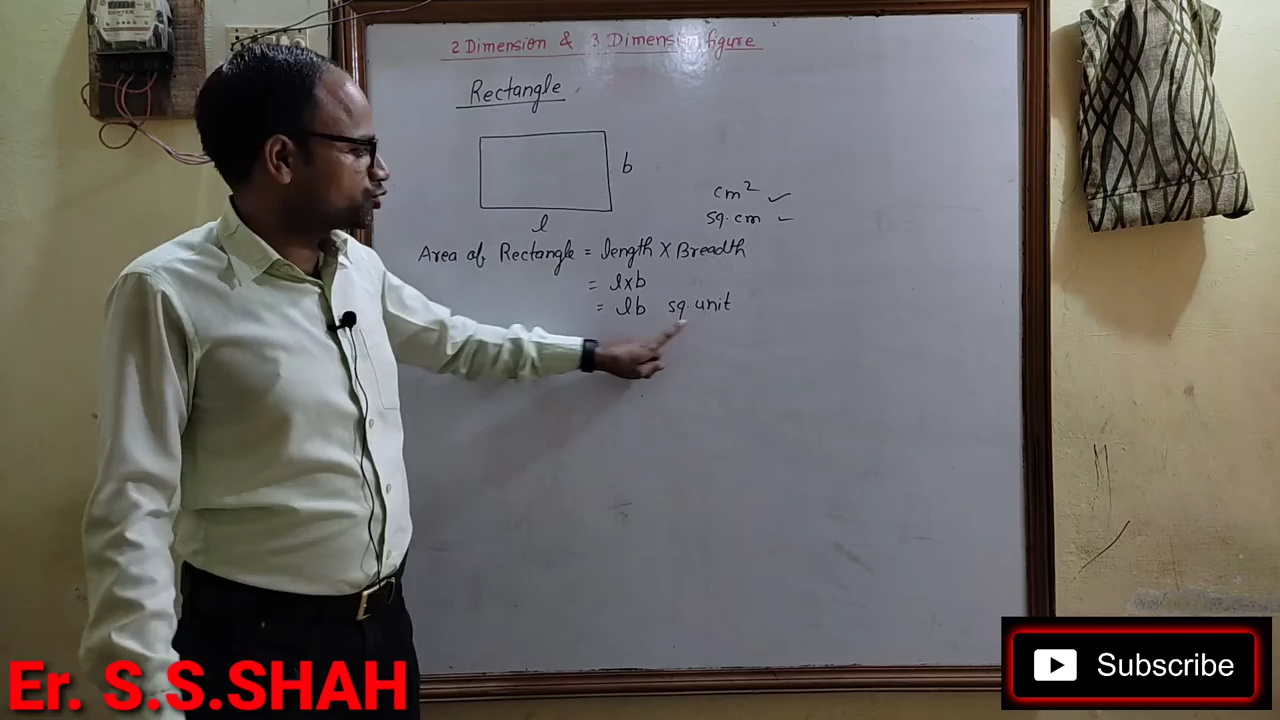 2 Dimension & 3 Dimension figure
Rectangle
b
l
cm²
sq. cm
Area of Rectangle = length X Breadth
= l x b
= lb sq. unit
Er. S.S.SHAH
Subscribe